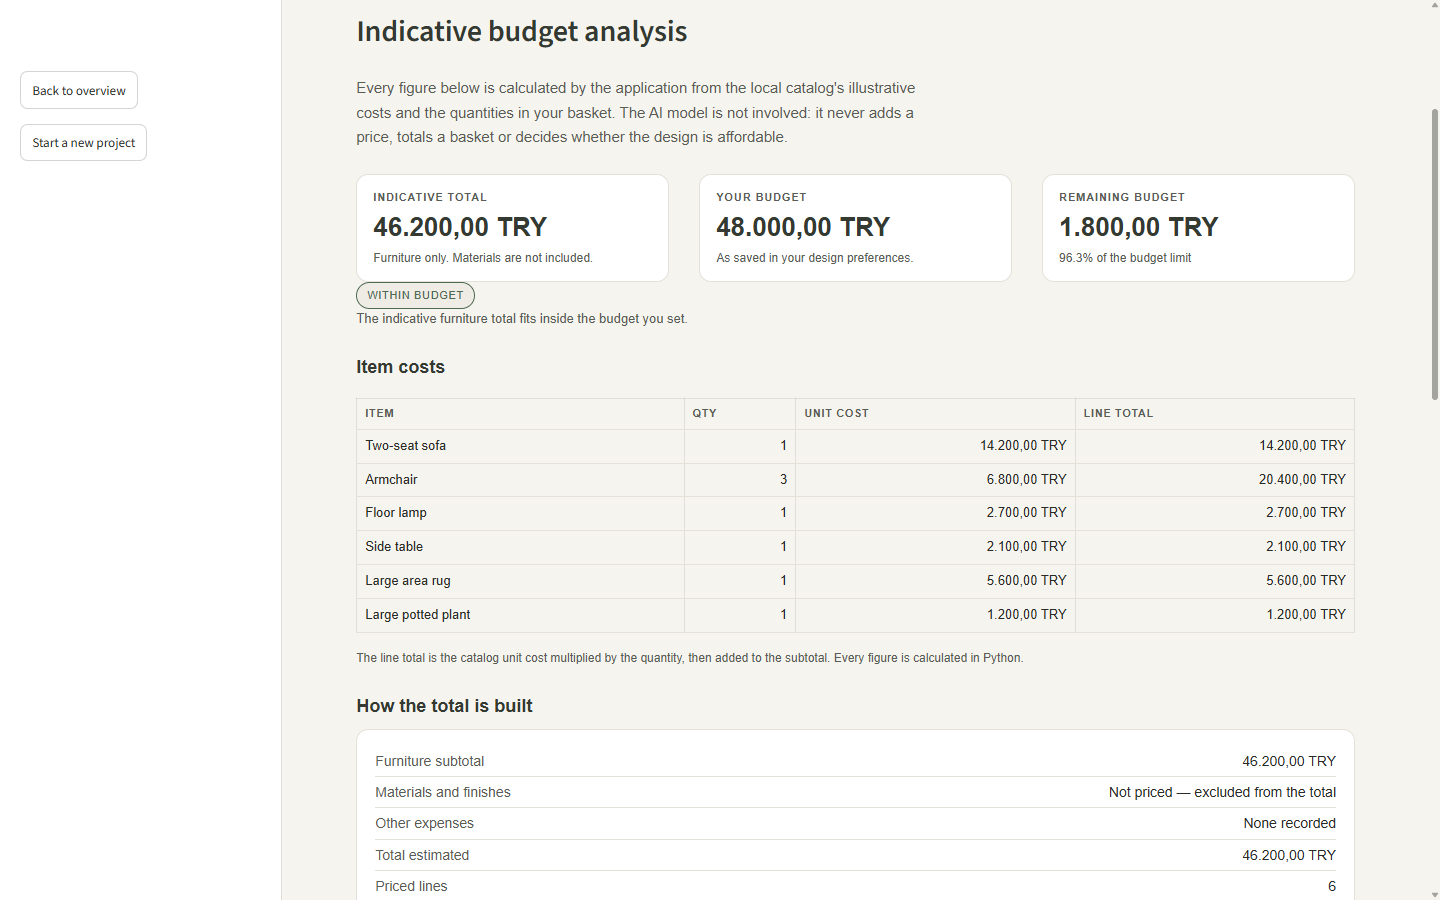 Back to overview
Start a new project
Indicative budget analysis
Every figure below is calculated by the application from the local catalog's illustrative
costs and the quantities in your basket. The AI model is not involved: it never adds a
price, totals a basket or decides whether the design is affordable.
INDICATIVE TOTAL
46.200,00 TRY
Furniture only. Materials are not included.
YOUR BUDGET
48.000,00 TRY
As saved in your design preferences.
REMAINING BUDGET
1.800,00 TRY
96.3% of the budget limit
WITHIN BUDGET
The indicative furniture total fits inside the budget you set.
Item costs
ITEM QTY UNIT COST LINE TOTAL
Two-seat sofa 1 14.200,00 TRY 14.200,00 TRY
Armchair 3 6.800,00 TRY 20.400,00 TRY
Floor lamp 1 2.700,00 TRY 2.700,00 TRY
Side table 1 2.100,00 TRY 2.100,00 TRY
Large area rug 1 5.600,00 TRY 5.600,00 TRY
Large potted plant 1 1.200,00 TRY 1.200,00 TRY
The line total is the catalog unit cost multiplied by the quantity, then added to the subtotal. Every figure is calculated in Python.
How the total is built
Furniture subtotal 46.200,00 TRY
Materials and finishes Not priced — excluded from the total
Other expenses None recorded
Total estimated 46.200,00 TRY
Priced lines 6